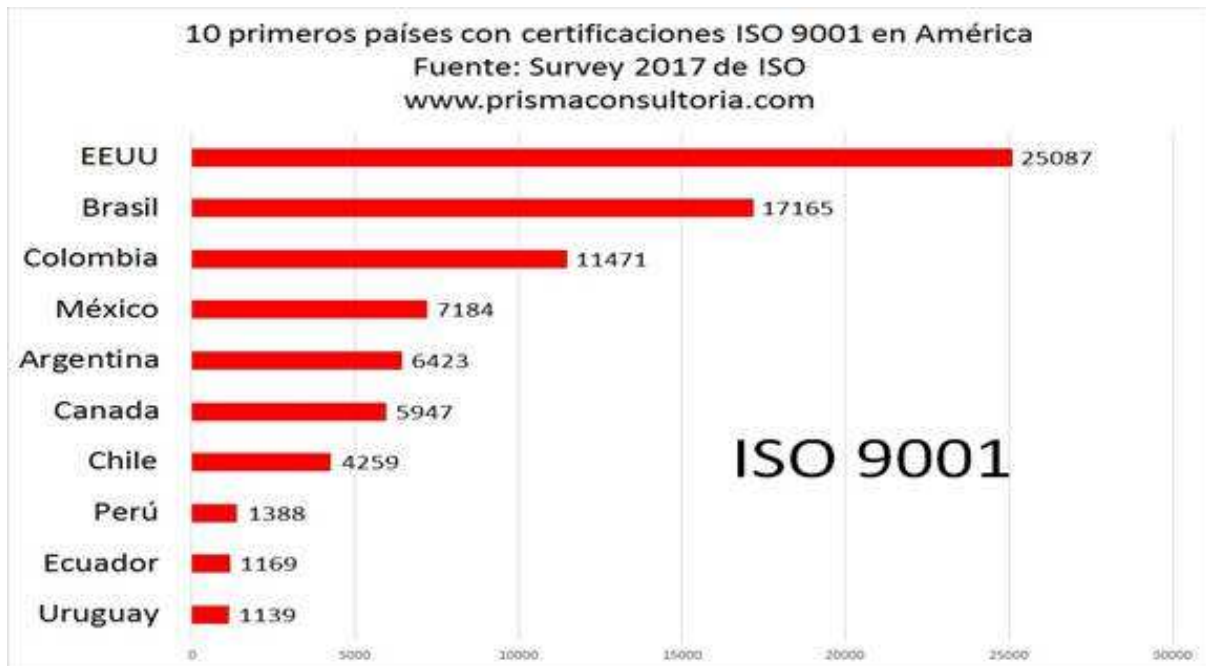 10 primeros países con certificaciones ISO 9001 en América
Fuente: Survey 2017 de ISO
www.prismaconsultoria.com
EEUU 25087
Brasil 17165
Colombia 11471
México 7184
Argentina 6423
Canada 5947
Chile 4259
ISO 9001
Perú 1388
Ecuador 1169
Uruguay 1139
0 5000 10000 15000 20000 25000 30000